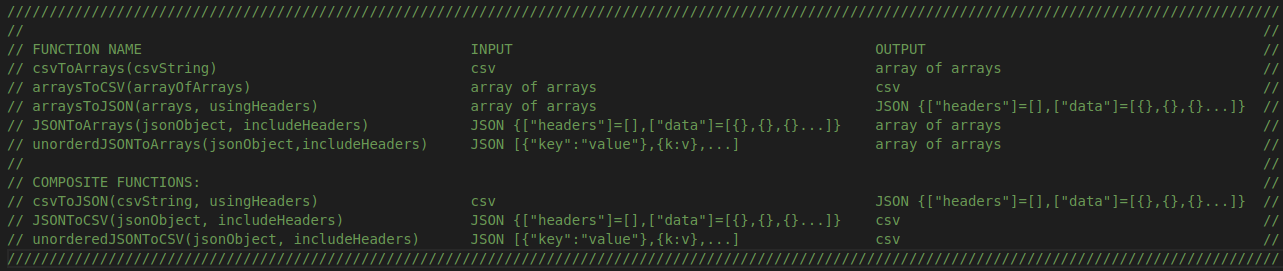 ///////////////////////////////////////////////////////////////////////////////////////////////////////////////////////////////////////////////////////
//                                                                                                                                                   //
// FUNCTION NAME                                       INPUT                                           OUTPUT                                        //
// csvToArrays(csvString)                              csv                                             array of arrays                               //
// arraysToCSV(arrayOfArrays)                          array of arrays                                 csv                                           //
// arraysToJSON(arrays, usingHeaders)                  array of arrays                                 JSON {["headers"]=[],["data"]=[{},{},{}...]}  //
// JSONToArrays(jsonObject, includeHeaders)            JSON {["headers"]=[],["data"]=[{},{},{}...]}    array of arrays                               //
// unorderdJSONToArrays(jsonObject,includeHeaders)     JSON [{"key":"value"},{k:v},...]                array of arrays                               //
//                                                                                                                                                   //
// COMPOSITE FUNCTIONS:                                                                                                                              //
// csvToJSON(csvString, usingHeaders)                  csv                                             JSON {["headers"]=[],["data"]=[{},{},{}...]}  //
// JSONToCSV(jsonObject, includeHeaders)               JSON {["headers"]=[],["data"]=[{},{},{}...]}    csv                                           //
// unorderedJSONToCSV(jsonObject, includeHeaders)      JSON [{"key":"value"},{k:v},...]                csv                                           //
///////////////////////////////////////////////////////////////////////////////////////////////////////////////////////////////////////////////////////